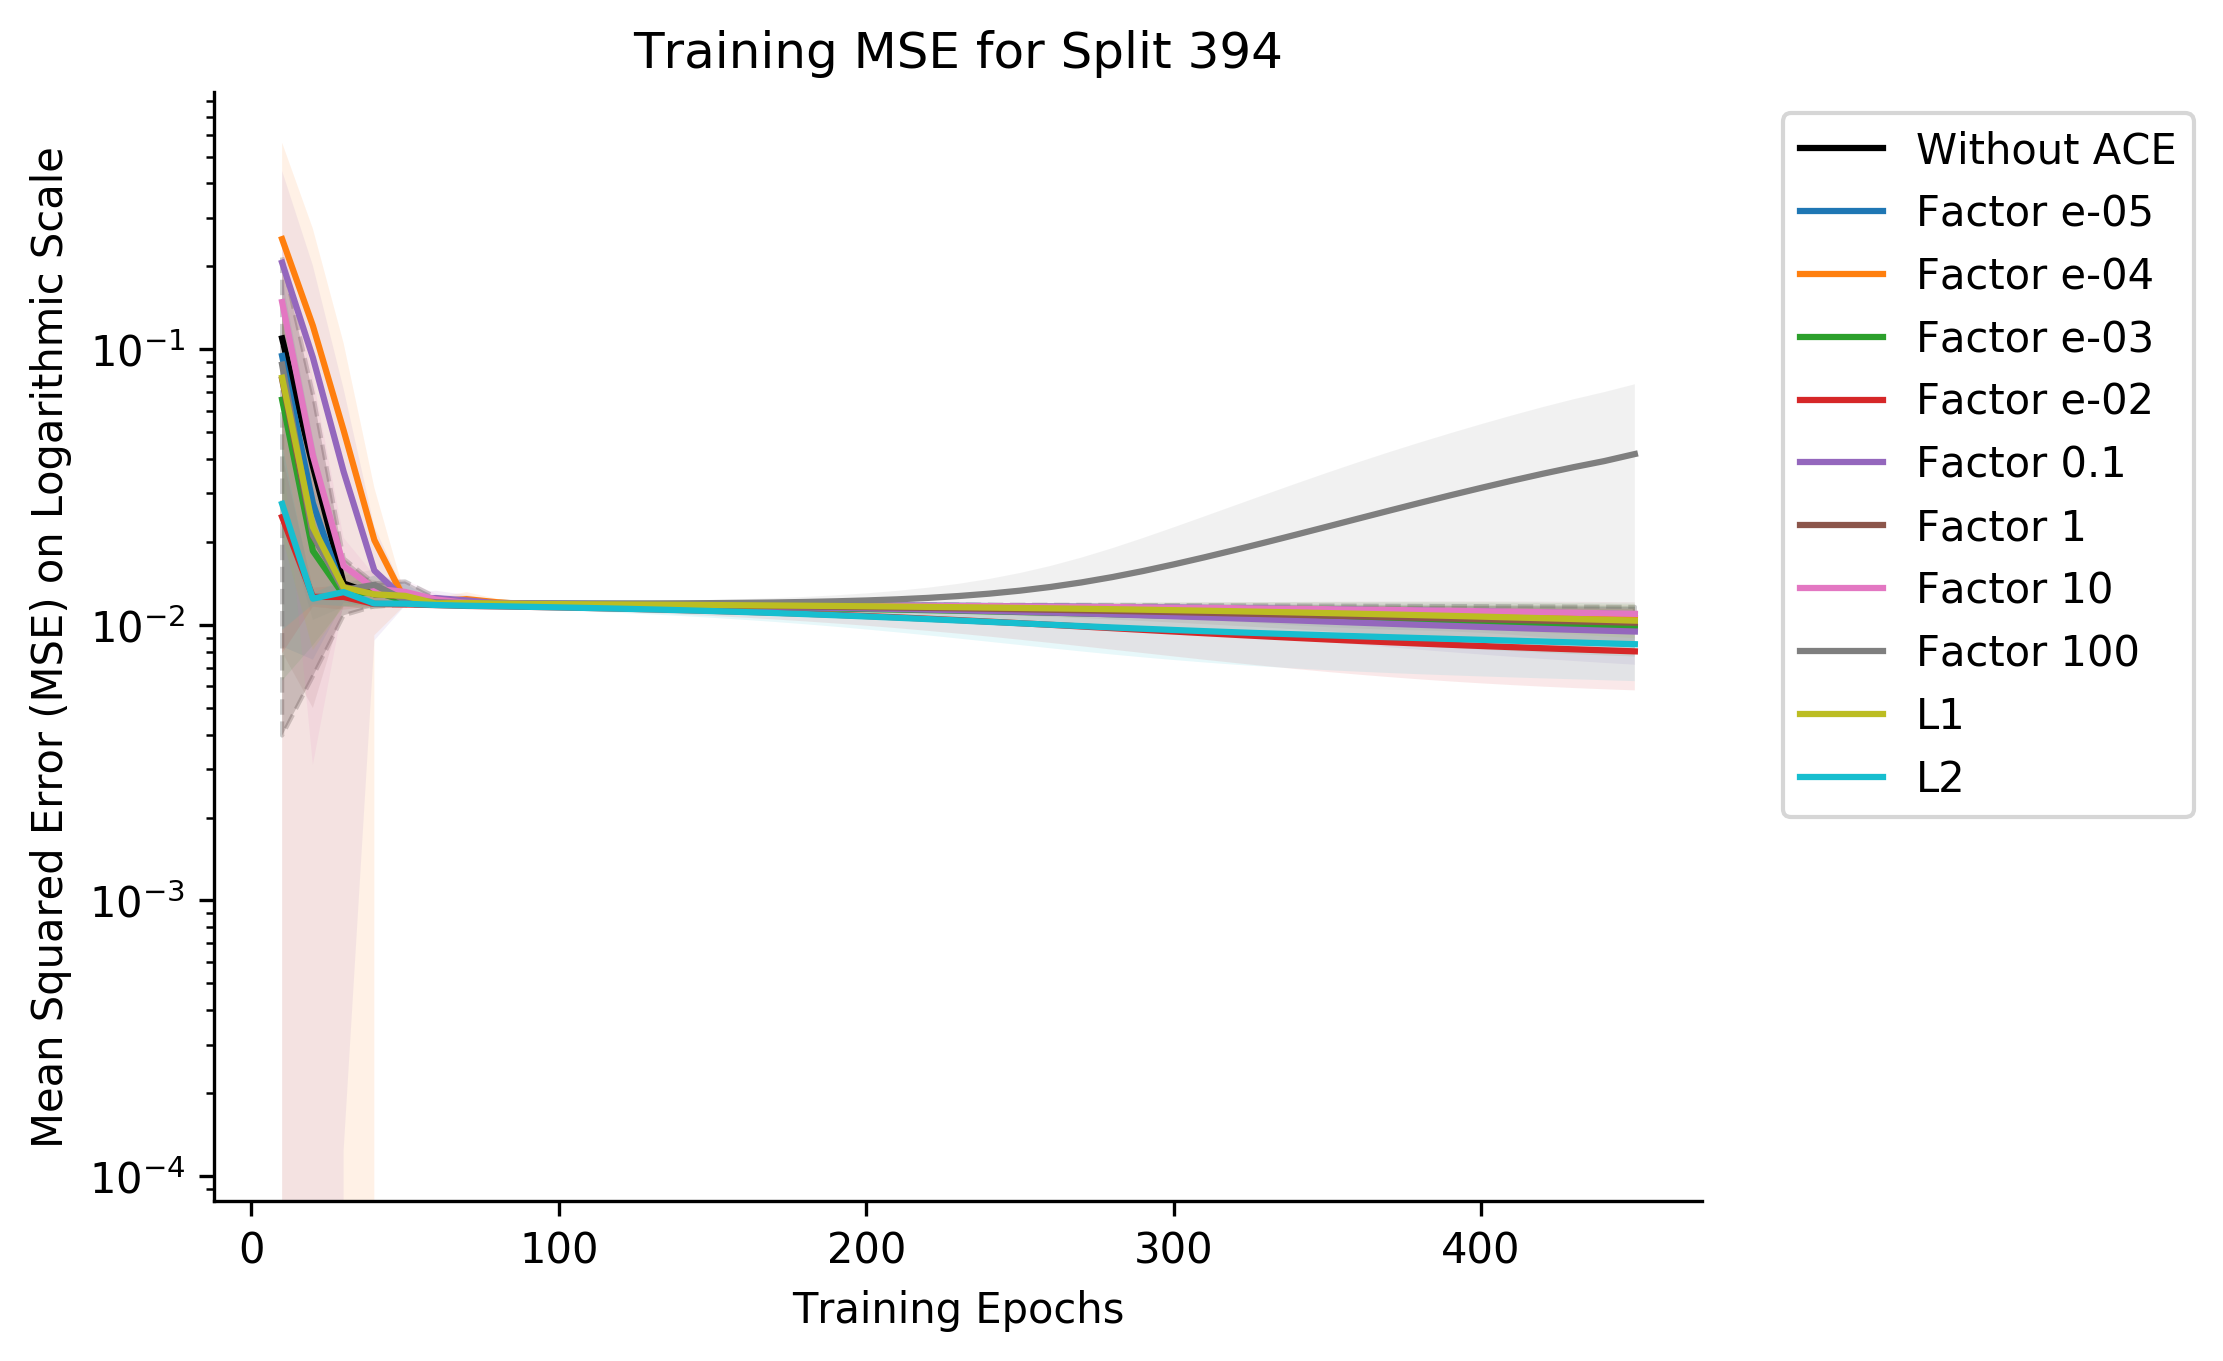 Training MSE for Split 394
Mean Squared Error (MSE) on Logarithmic Scale
10⁻¹
10⁻²
10⁻³
10⁻⁴
0 100 200 300 400
Training Epochs
Without ACE
Factor e-05
Factor e-04
Factor e-03
Factor e-02
Factor 0.1
Factor 1
Factor 10
Factor 100
L1
L2